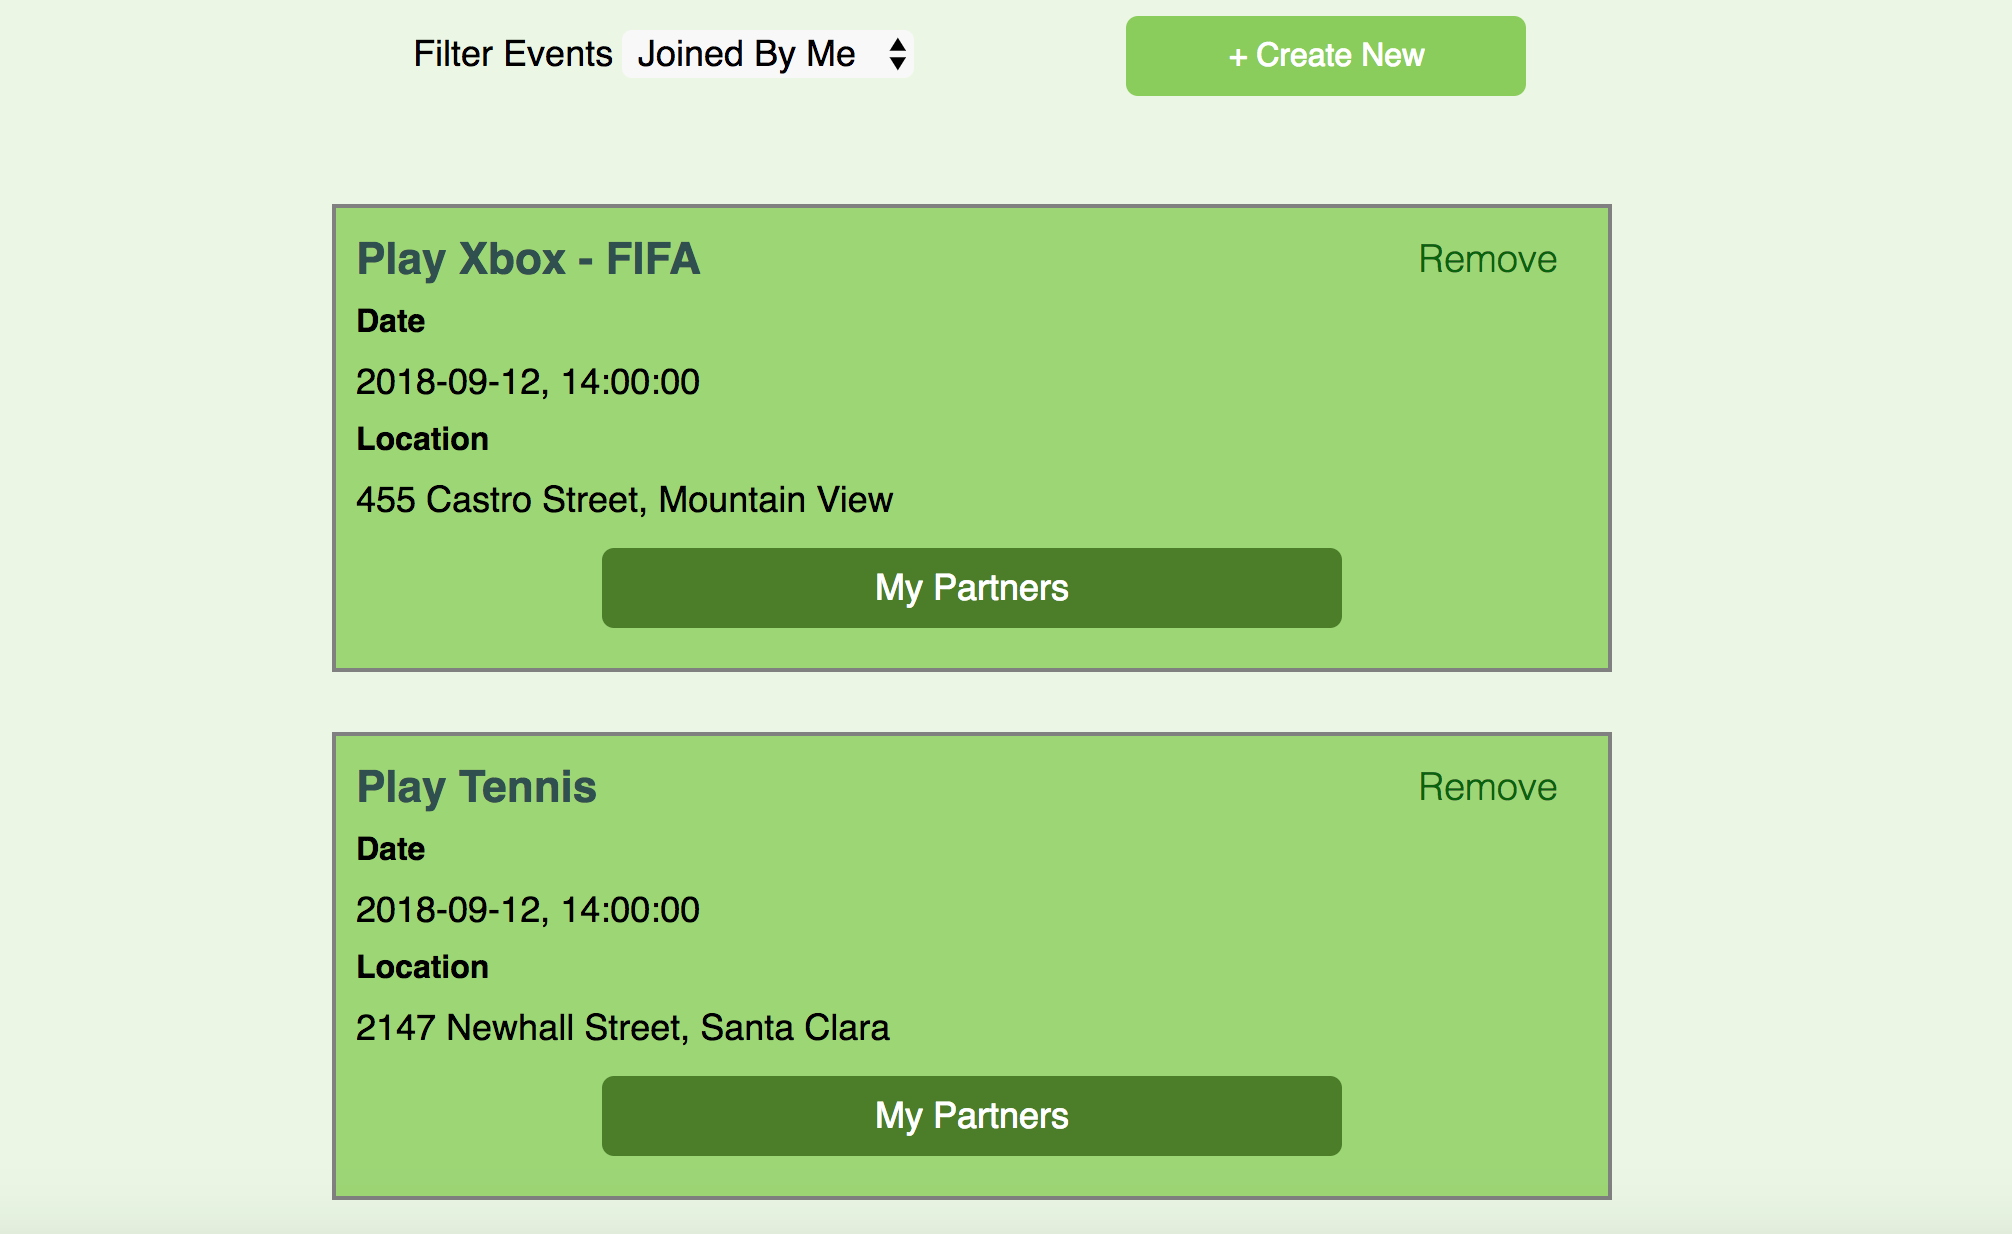 Filter Events Joined By Me + Create New
Play Xbox - FIFA Remove
Date
2018-09-12, 14:00:00
Location
455 Castro Street, Mountain View
My Partners
Play Tennis Remove
Date
2018-09-12, 14:00:00
Location
2147 Newhall Street, Santa Clara
My Partners